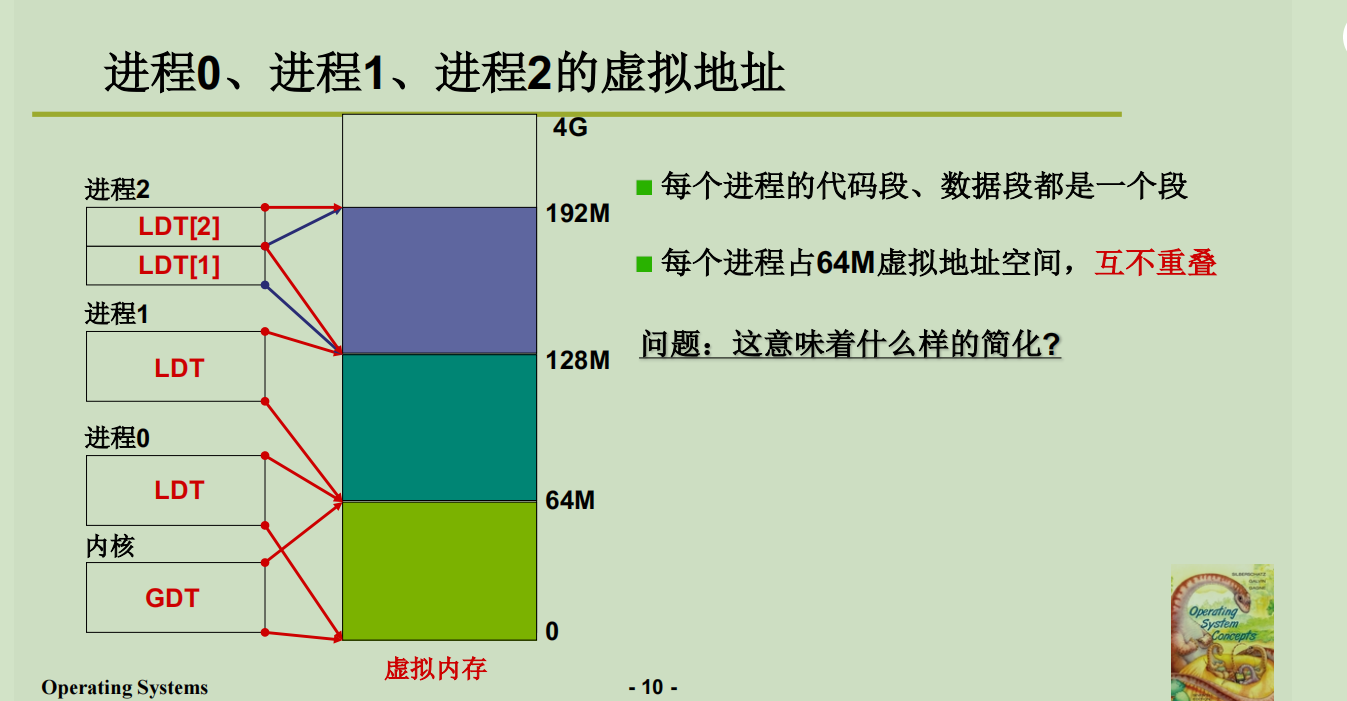 进程0、进程1、进程2的虚拟地址
4G
进程2
LDT[2]
LDT[1]
192M
进程1
LDT
128M
进程0
LDT
64M
内核
GDT
0
虚拟内存
每个进程的代码段、数据段都是一个段
每个进程占64M虚拟地址空间，互不重叠
问题：这意味着什么样的简化?
Operating
System
Concepts
Operating Systems
- 10 -